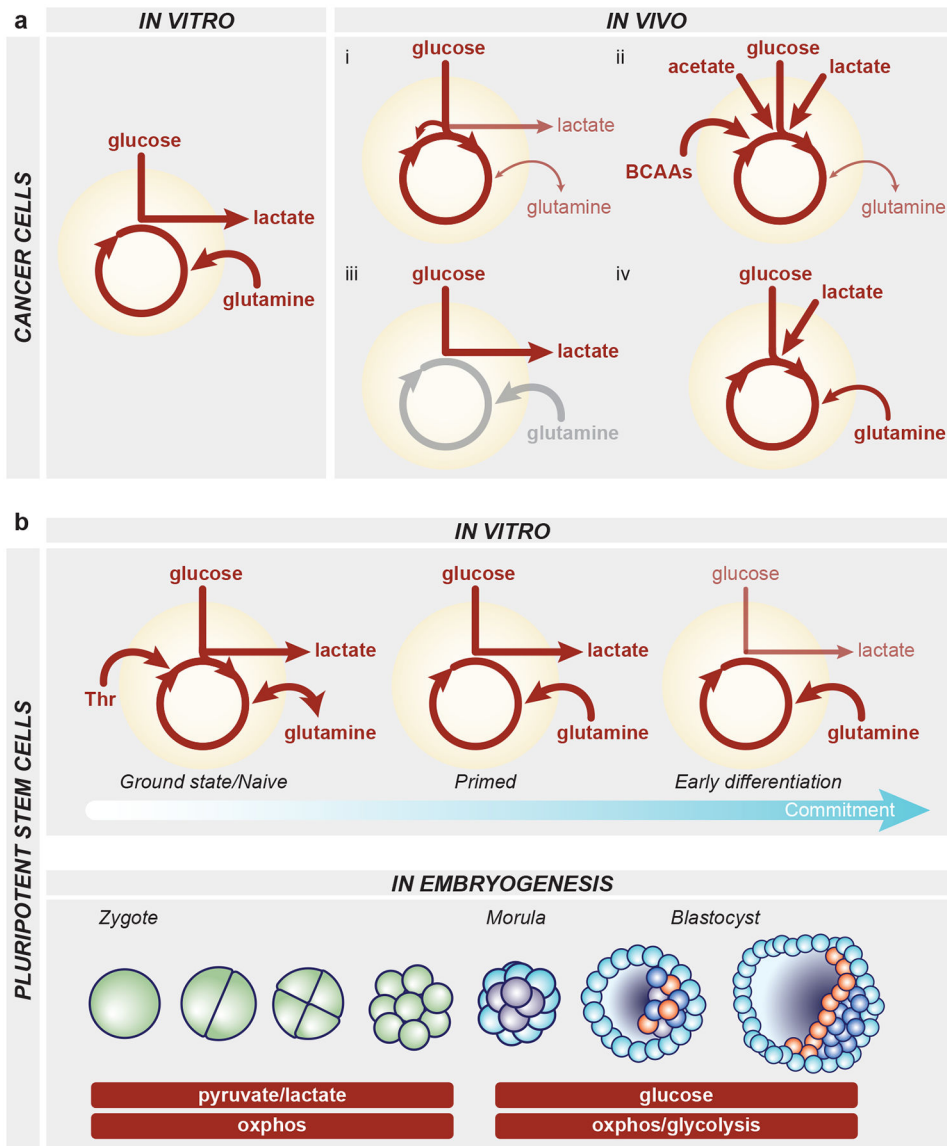 a
IN VITRO
IN VIVO
CANCER CELLS
glucose
lactate
glutamine
i
glucose
lactate
glutamine
ii
glucose
acetate
lactate
BCAAs
glutamine
iii
glucose
lactate
glutamine
iv
glucose
lactate
glutamine
b
IN VITRO
PLURIPOTENT STEM CELLS
glucose
lactate
Thr
glutamine
Ground state/Naive
glucose
lactate
glutamine
Primed
glucose
lactate
glutamine
Early differentiation
Commitment
IN EMBRYOGENESIS
Zygote
Morula
Blastocyst
pyruvate/lactate
glucose
oxphos
oxphos/glycolysis